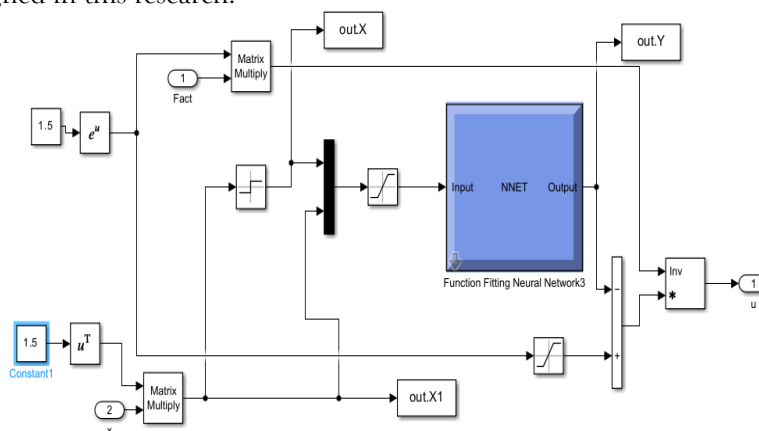 in this research.
out.X
out.Y
Matrix
Multiply
1
Fact
1.5
e^u
Input NNET Output
Function Fitting Neural Network3
Inv
*
1
u
−
+
1.5
u^T
Constant1
Matrix
Multiply
2
out.X1